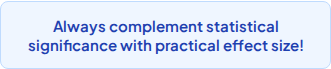 Always complement statistical
significance with practical effect size!